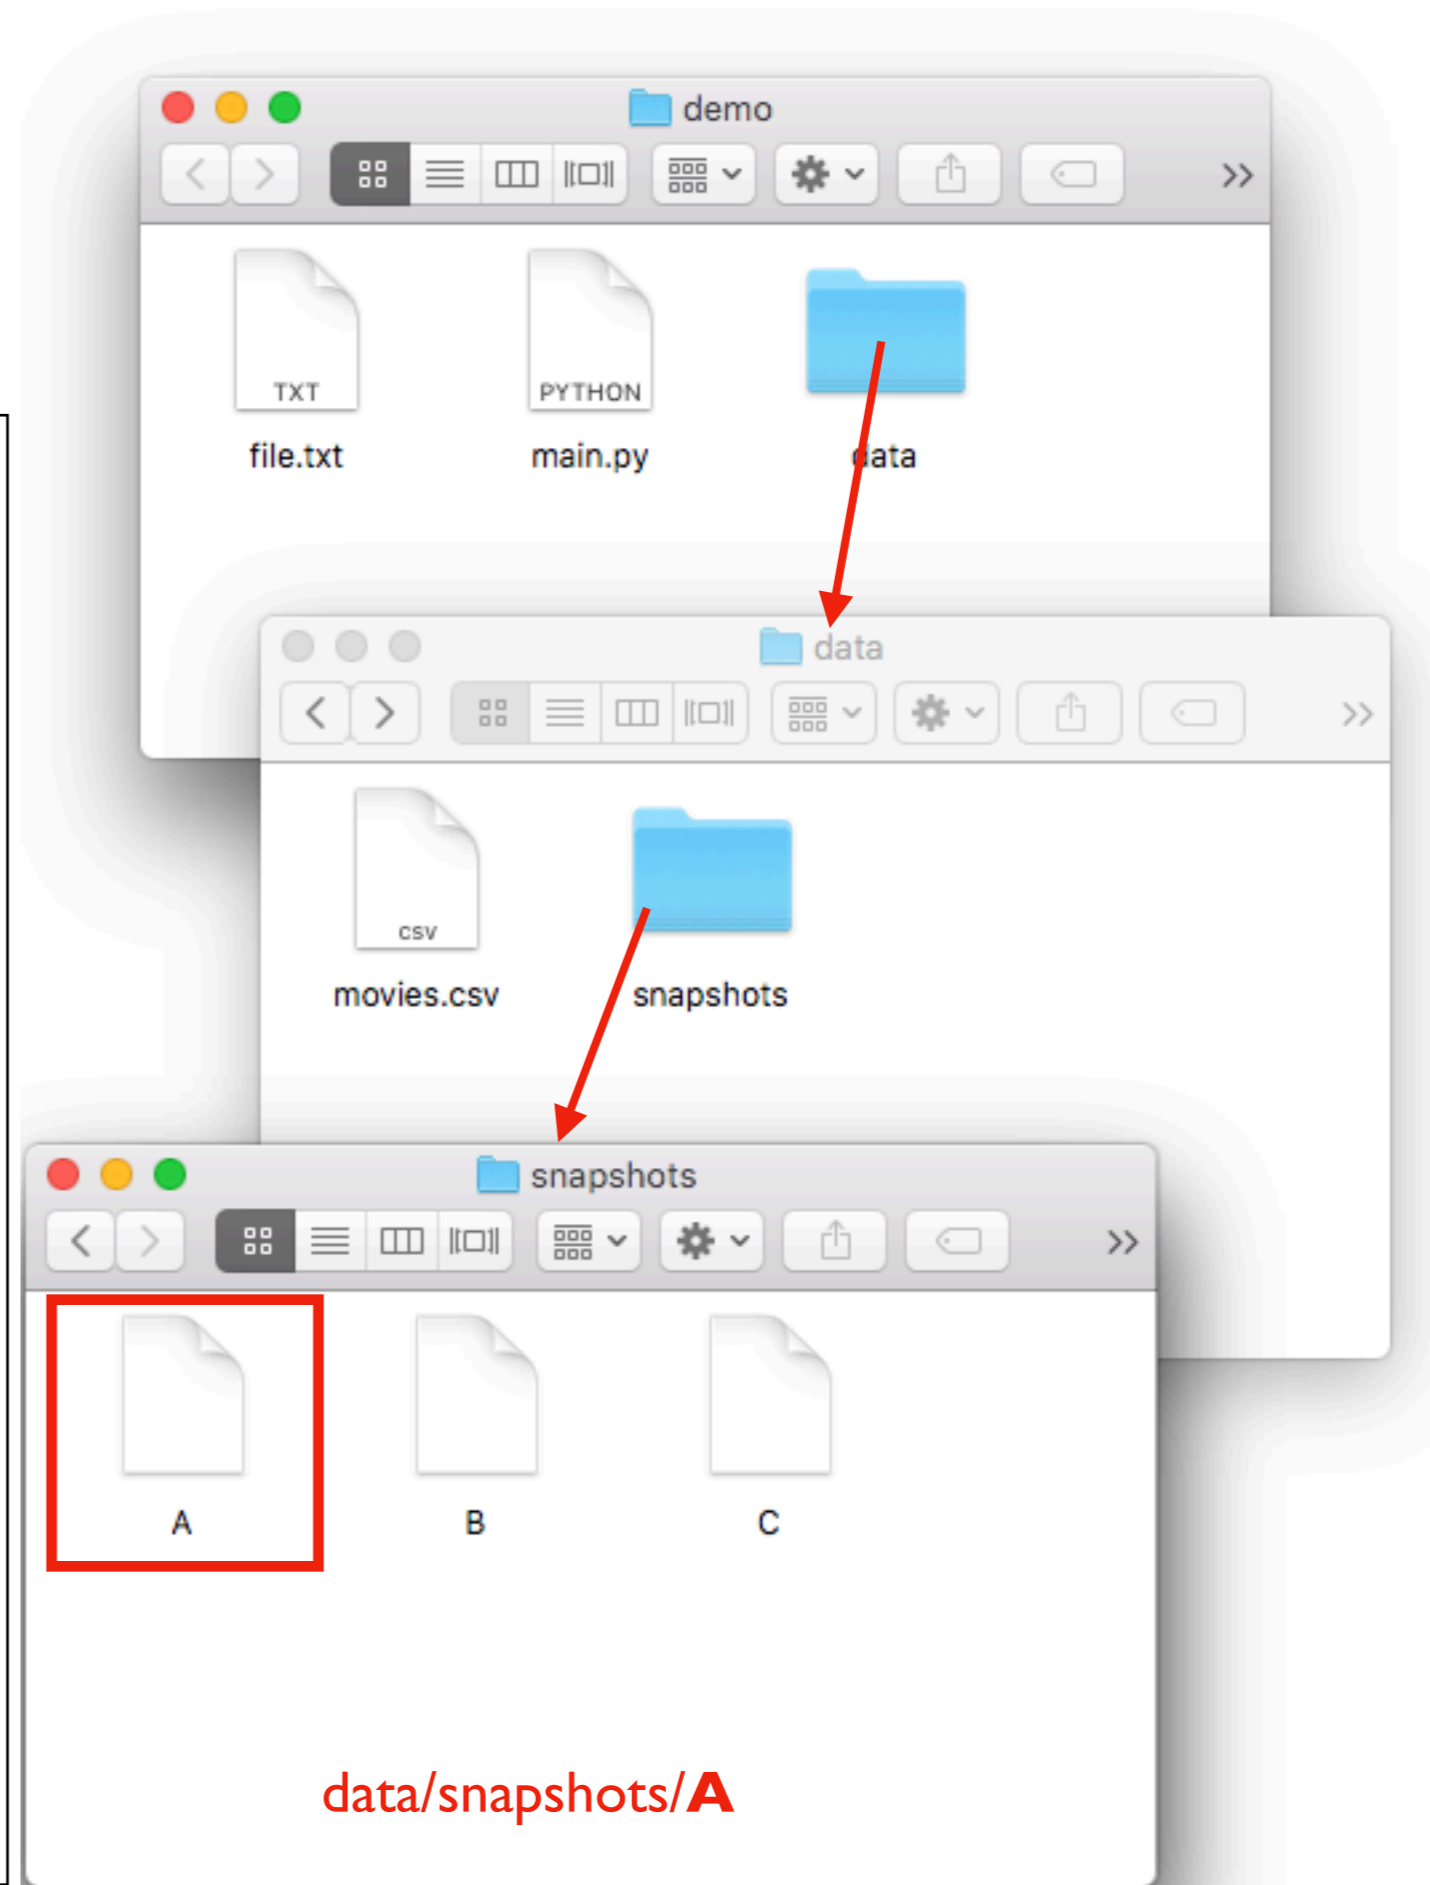 demo
TXT
PYTHON
file.txt
main.py
data
data
csv
movies.csv
snapshots
snapshots
A
B
C
data/snapshots/A